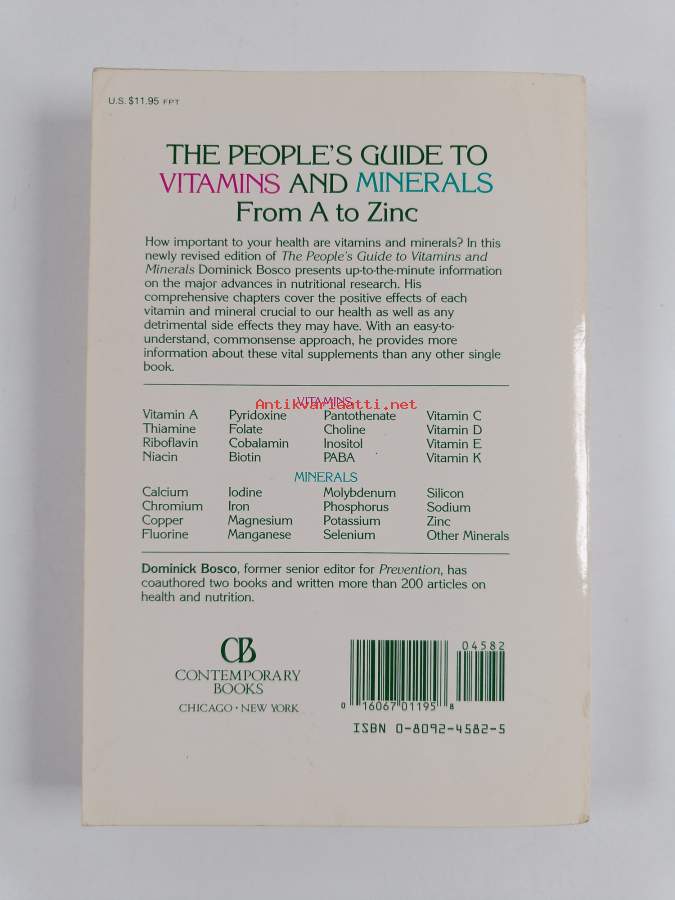 U.S. $11.95 FPT
THE PEOPLE'S GUIDE TO
VITAMINS AND MINERALS
From A to Zinc
How important to your health are vitamins and minerals? In this
newly revised edition of The People's Guide to Vitamins and
Minerals Dominick Bosco presents up-to-the-minute information
on the major advances in nutritional research. His
comprehensive chapters cover the positive effects of each
vitamin and mineral crucial to our health as well as any
detrimental side effects they may have. With an easy-to-
understand, commonsense approach, he provides more
information about these vital supplements than any other single
book.
VITAMINS
Antikvariaatti.net
Vitamin A Pyridoxine Pantothenate Vitamin C
Thiamine Folate Choline Vitamin D
Riboflavin Cobalamin Inositol Vitamin E
Niacin Biotin PABA Vitamin K
MINERALS
Calcium Iodine Molybdenum Silicon
Chromium Iron Phosphorus Sodium
Copper Magnesium Potassium Zinc
Fluorine Manganese Selenium Other Minerals
Dominick Bosco, former senior editor for Prevention, has
coauthored two books and written more than 200 articles on
health and nutrition.
CB
CONTEMPORARY
BOOKS
CHICAGO • NEW YORK
04582
0 16067 01195 8
ISBN 0-8092-4582-5